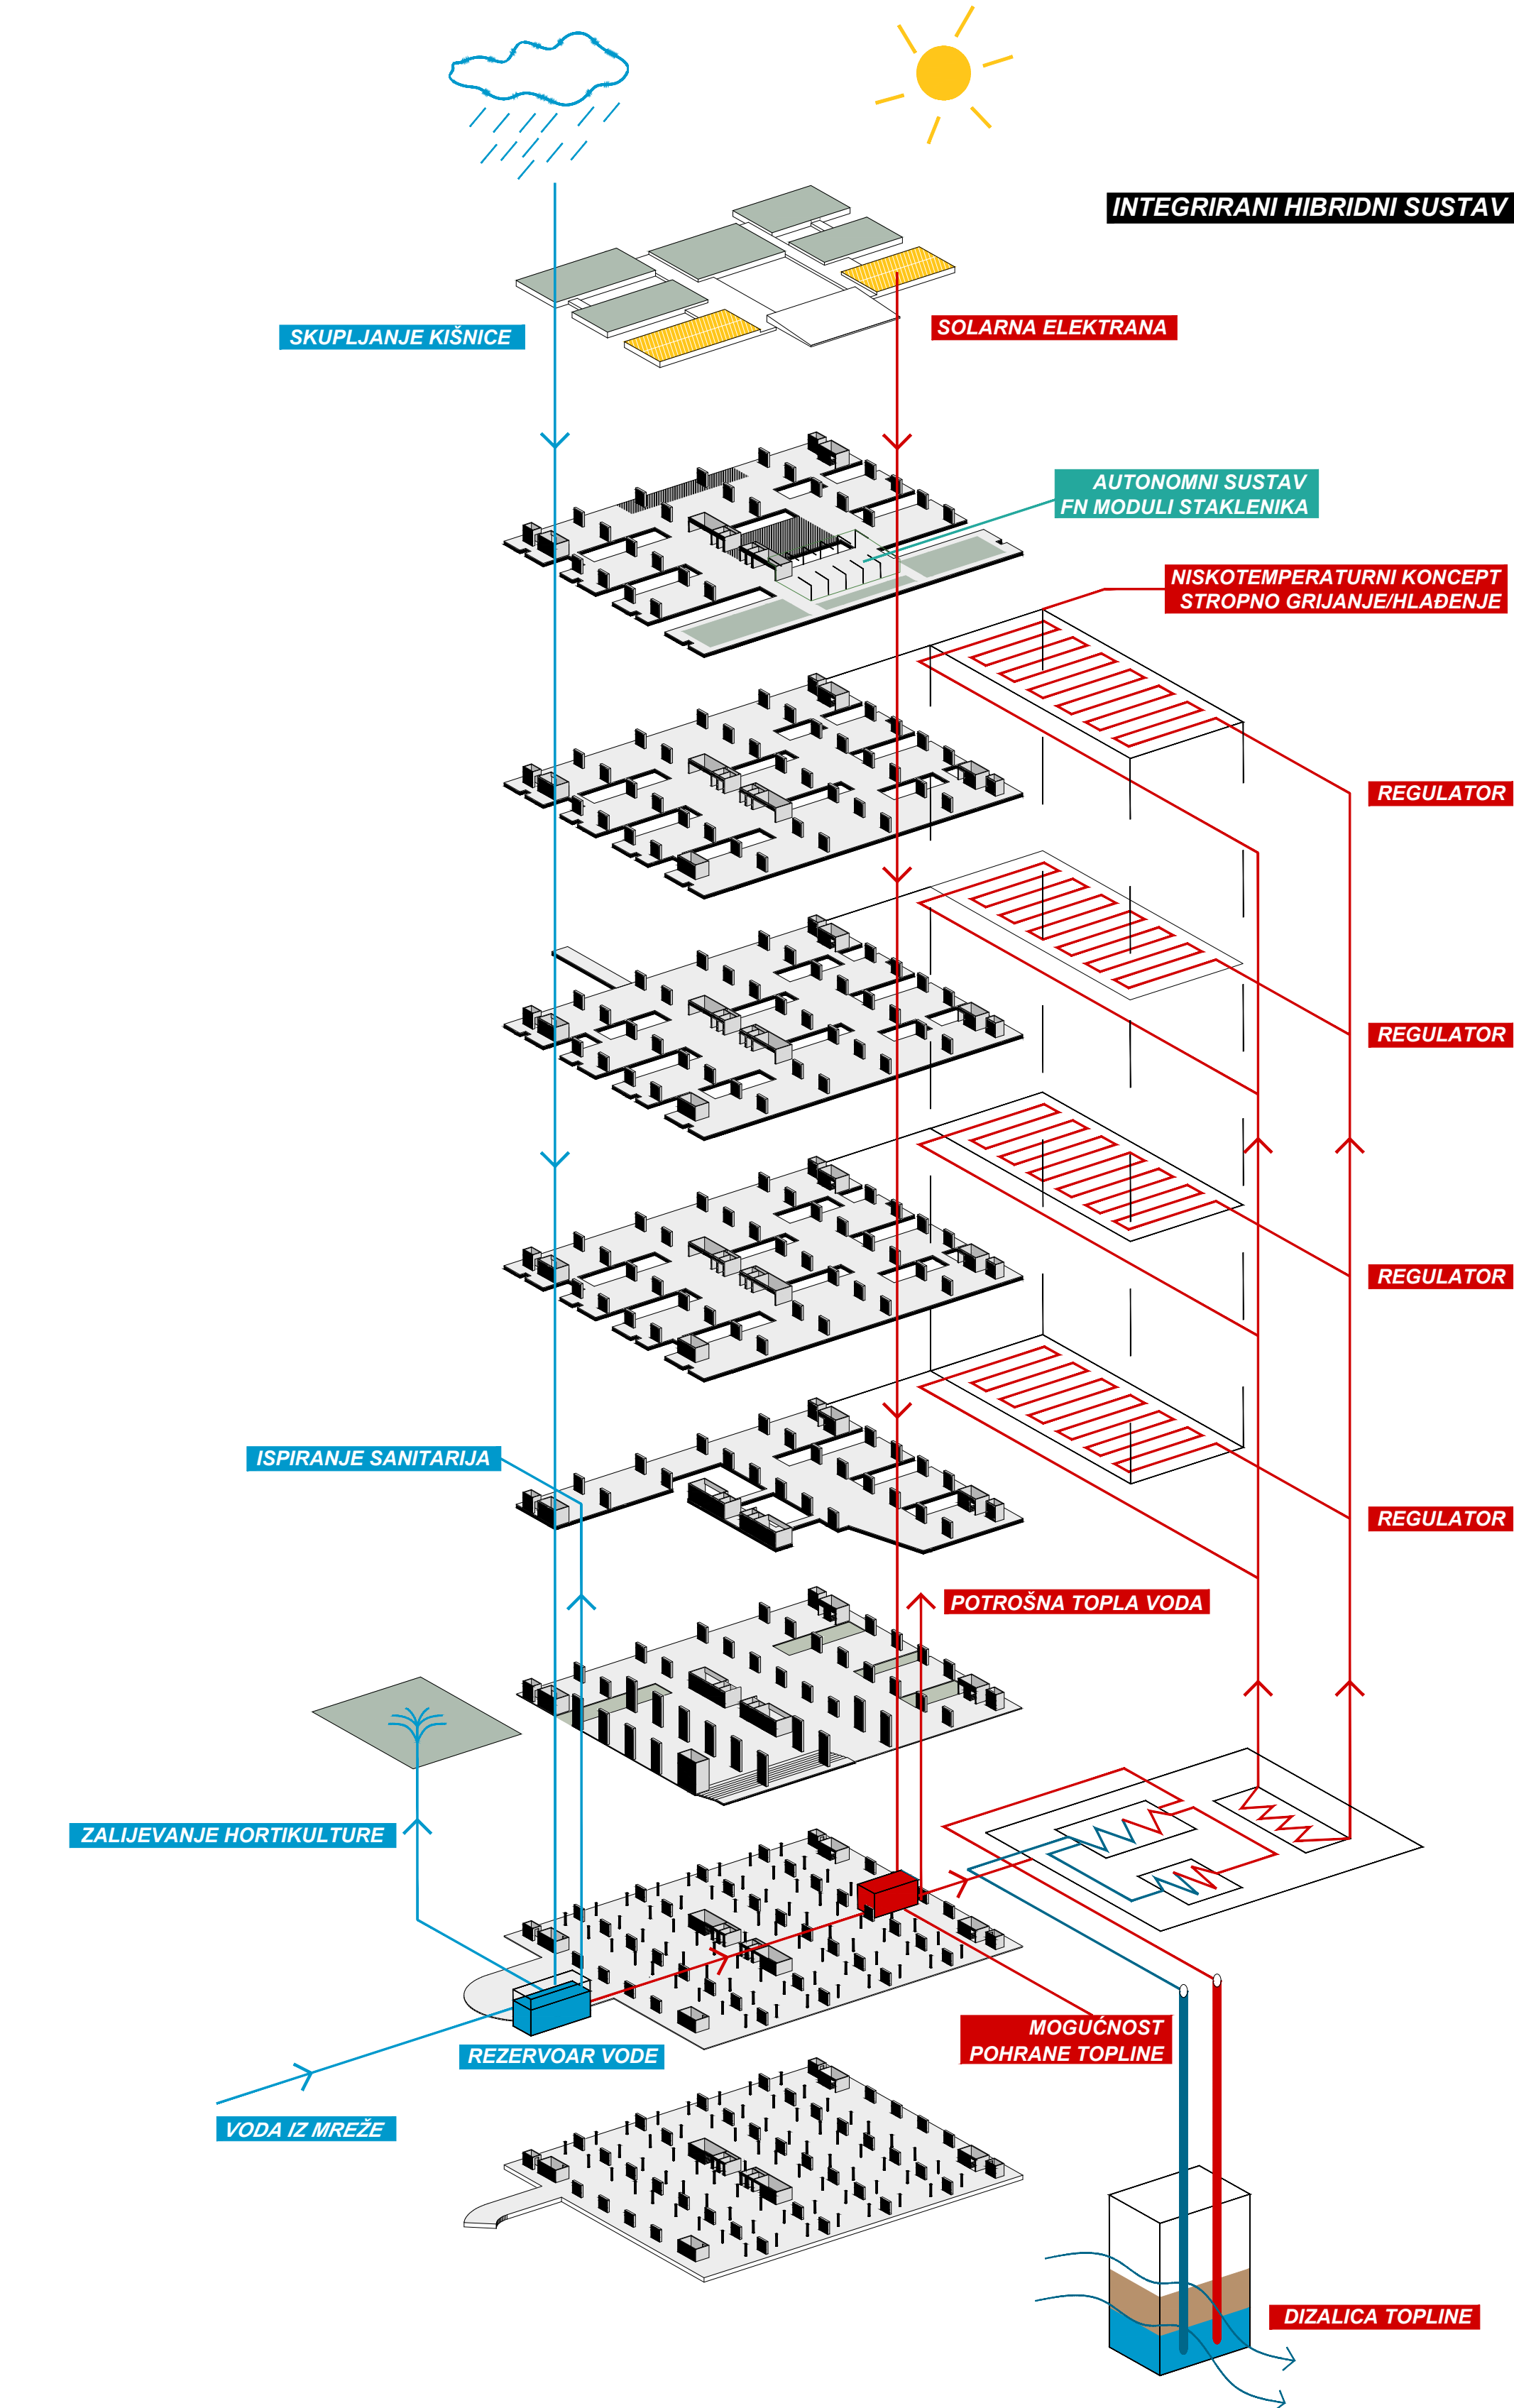 INTEGRIRANI HIBRIDNI SUSTAV
SKUPLJANJE KIŠNICE
SOLARNA ELEKTRANA
AUTONOMNI SUSTAV
FN MODULI STAKLENIKA
NISKOTEMPERATURNI KONCEPT
STROPNO GRIJANJE/HLAĐENJE
REGULATOR
REGULATOR
REGULATOR
ISPIRANJE SANITARIJA
REGULATOR
POTROŠNA TOPLA VODA
ZALIJEVANJE HORTIKULTURE
MOGUĆNOST
POHRANE TOPLINE
REZERVOAR VODE
VODA IZ MREŽE
DIZALICA TOPLINE